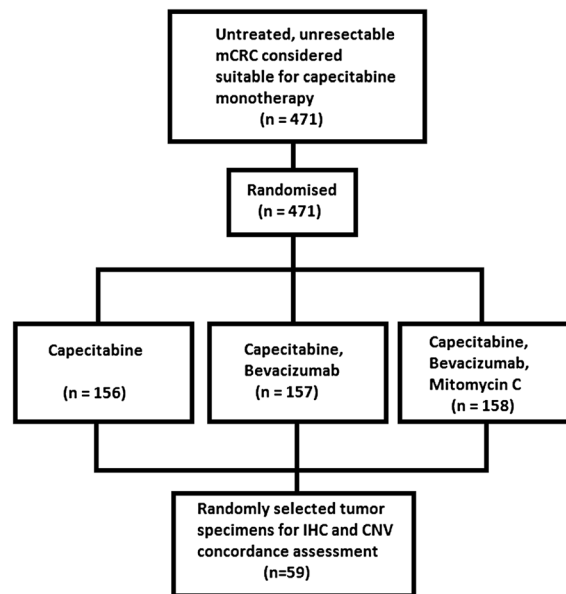 Untreated, unresectable
mCRC considered
suitable for capecitabine
monotherapy
(n = 471)
Randomised
(n = 471)
Capecitabine
(n = 156)
Capecitabine,
Bevacizumab
(n = 157)
Capecitabine,
Bevacizumab,
Mitomycin C
(n = 158)
Randomly selected tumor
specimens for IHC and CNV
concordance assessment
(n=59)